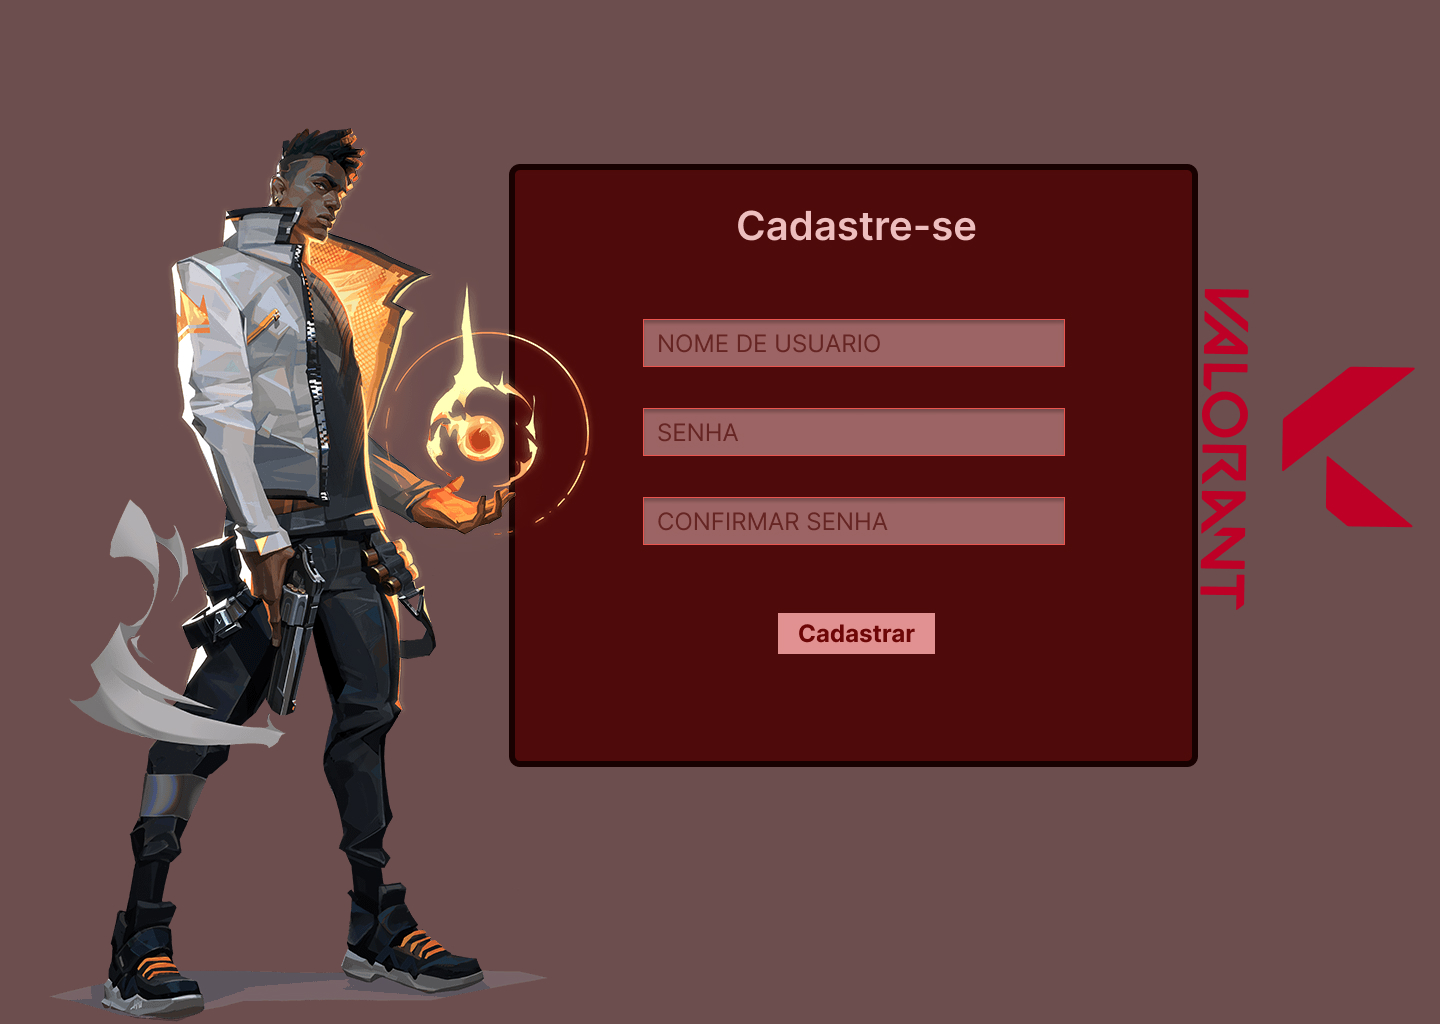 Cadastre-se
NOME DE USUARIO
SENHA
CONFIRMAR SENHA
Cadastrar
VALORANT